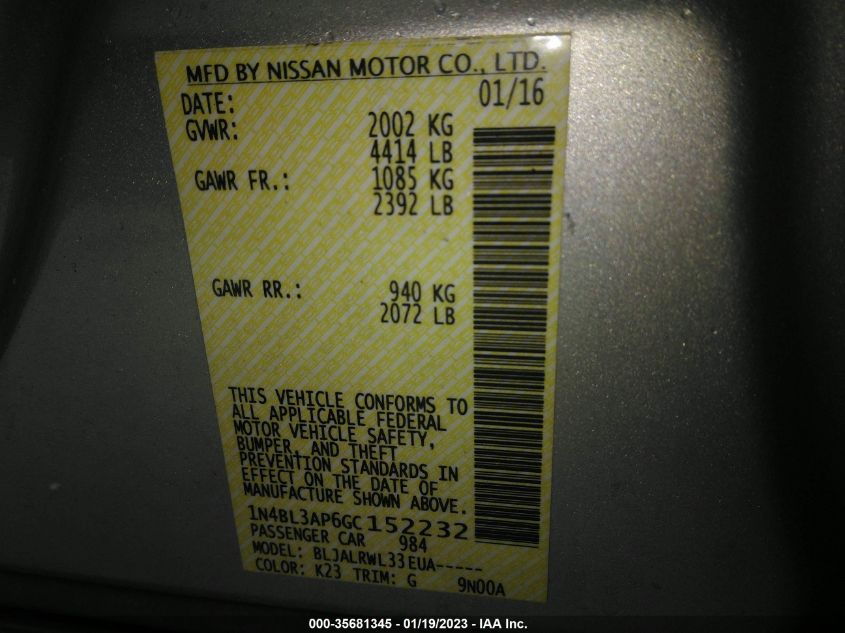 MFD BY NISSAN MOTOR CO., LTD.
DATE: 01/16
GVWR: 2002 KG
4414 LB
GAWR FR.: 1085 KG
2392 LB
GAWR RR.: 940 KG
2072 LB
THIS VEHICLE CONFORMS TO
ALL APPLICABLE FEDERAL
MOTOR VEHICLE SAFETY,
BUMPER, AND THEFT
PREVENTION STANDARDS IN
EFFECT ON THE DATE OF
MANUFACTURE SHOWN ABOVE.
1N4BL3AP6GC152232
PASSENGER CAR 984
MODEL: BLJALRWL33EUA-----
COLOR: K23 TRIM: G 9N00A
000-35681345 - 01/19/2023 - IAA Inc.